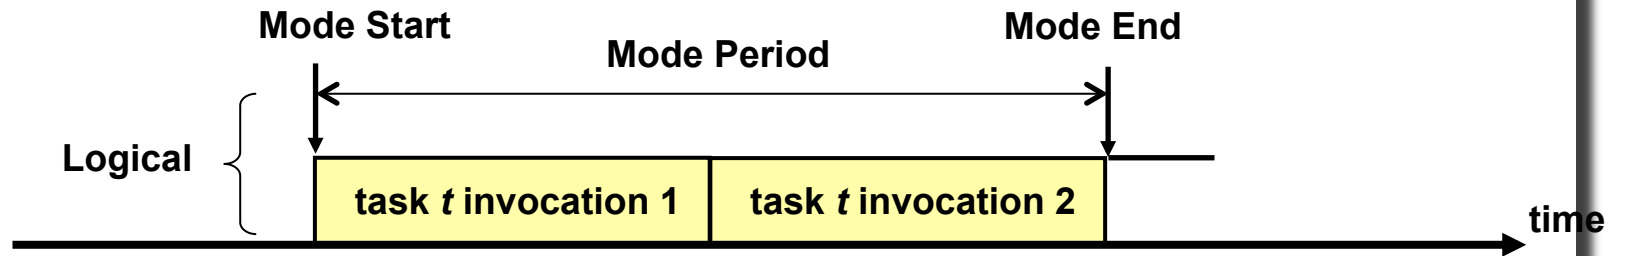 Mode Start
Mode End
Mode Period
Logical
task t invocation 1
task t invocation 2
time